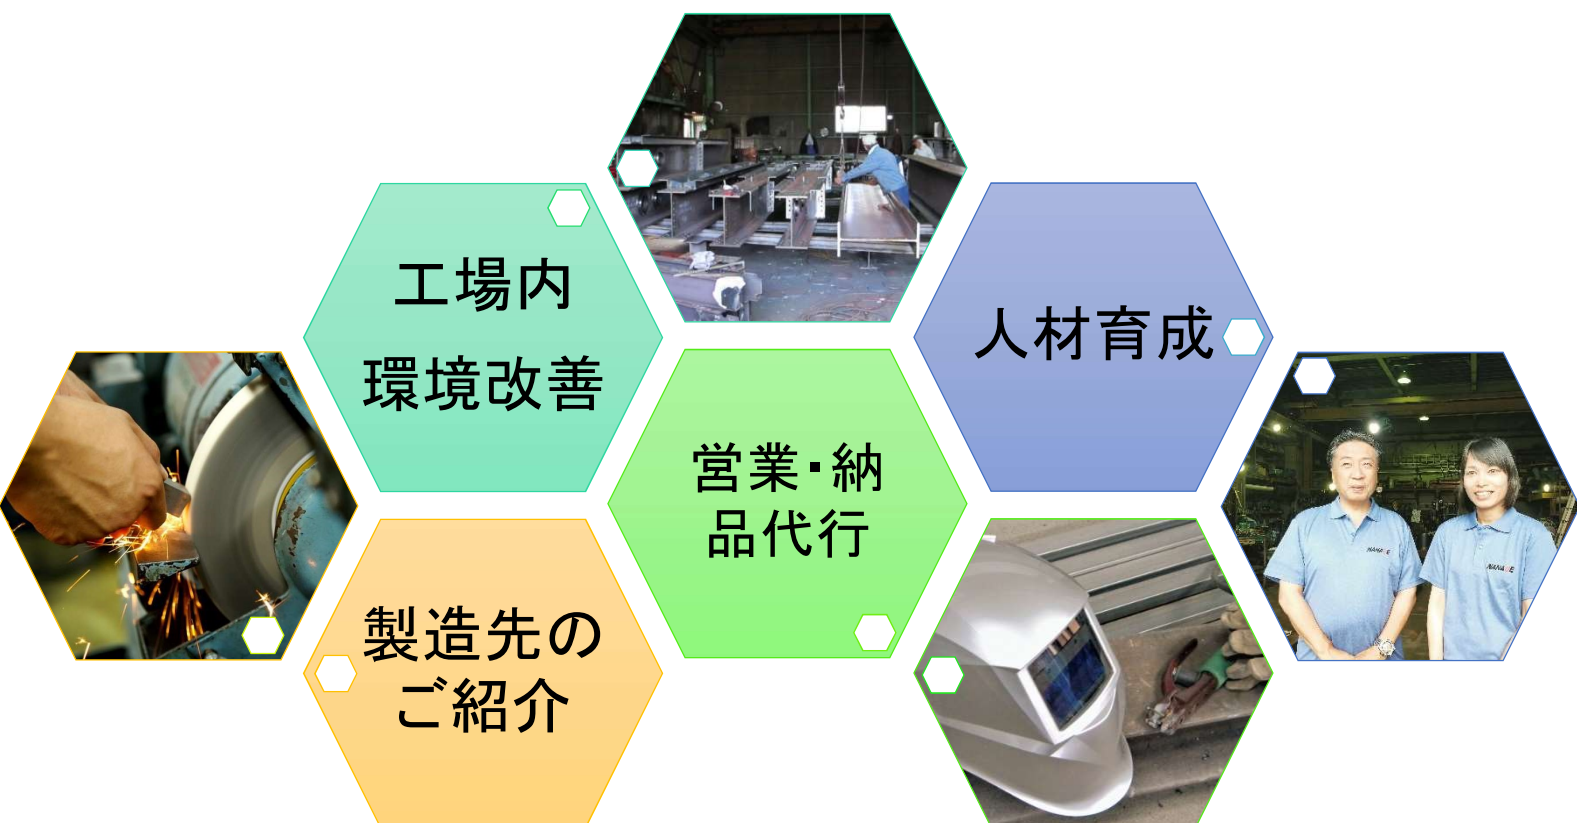 工場内
環境改善
人材育成
営業・納
品代行
製造先の
ご紹介